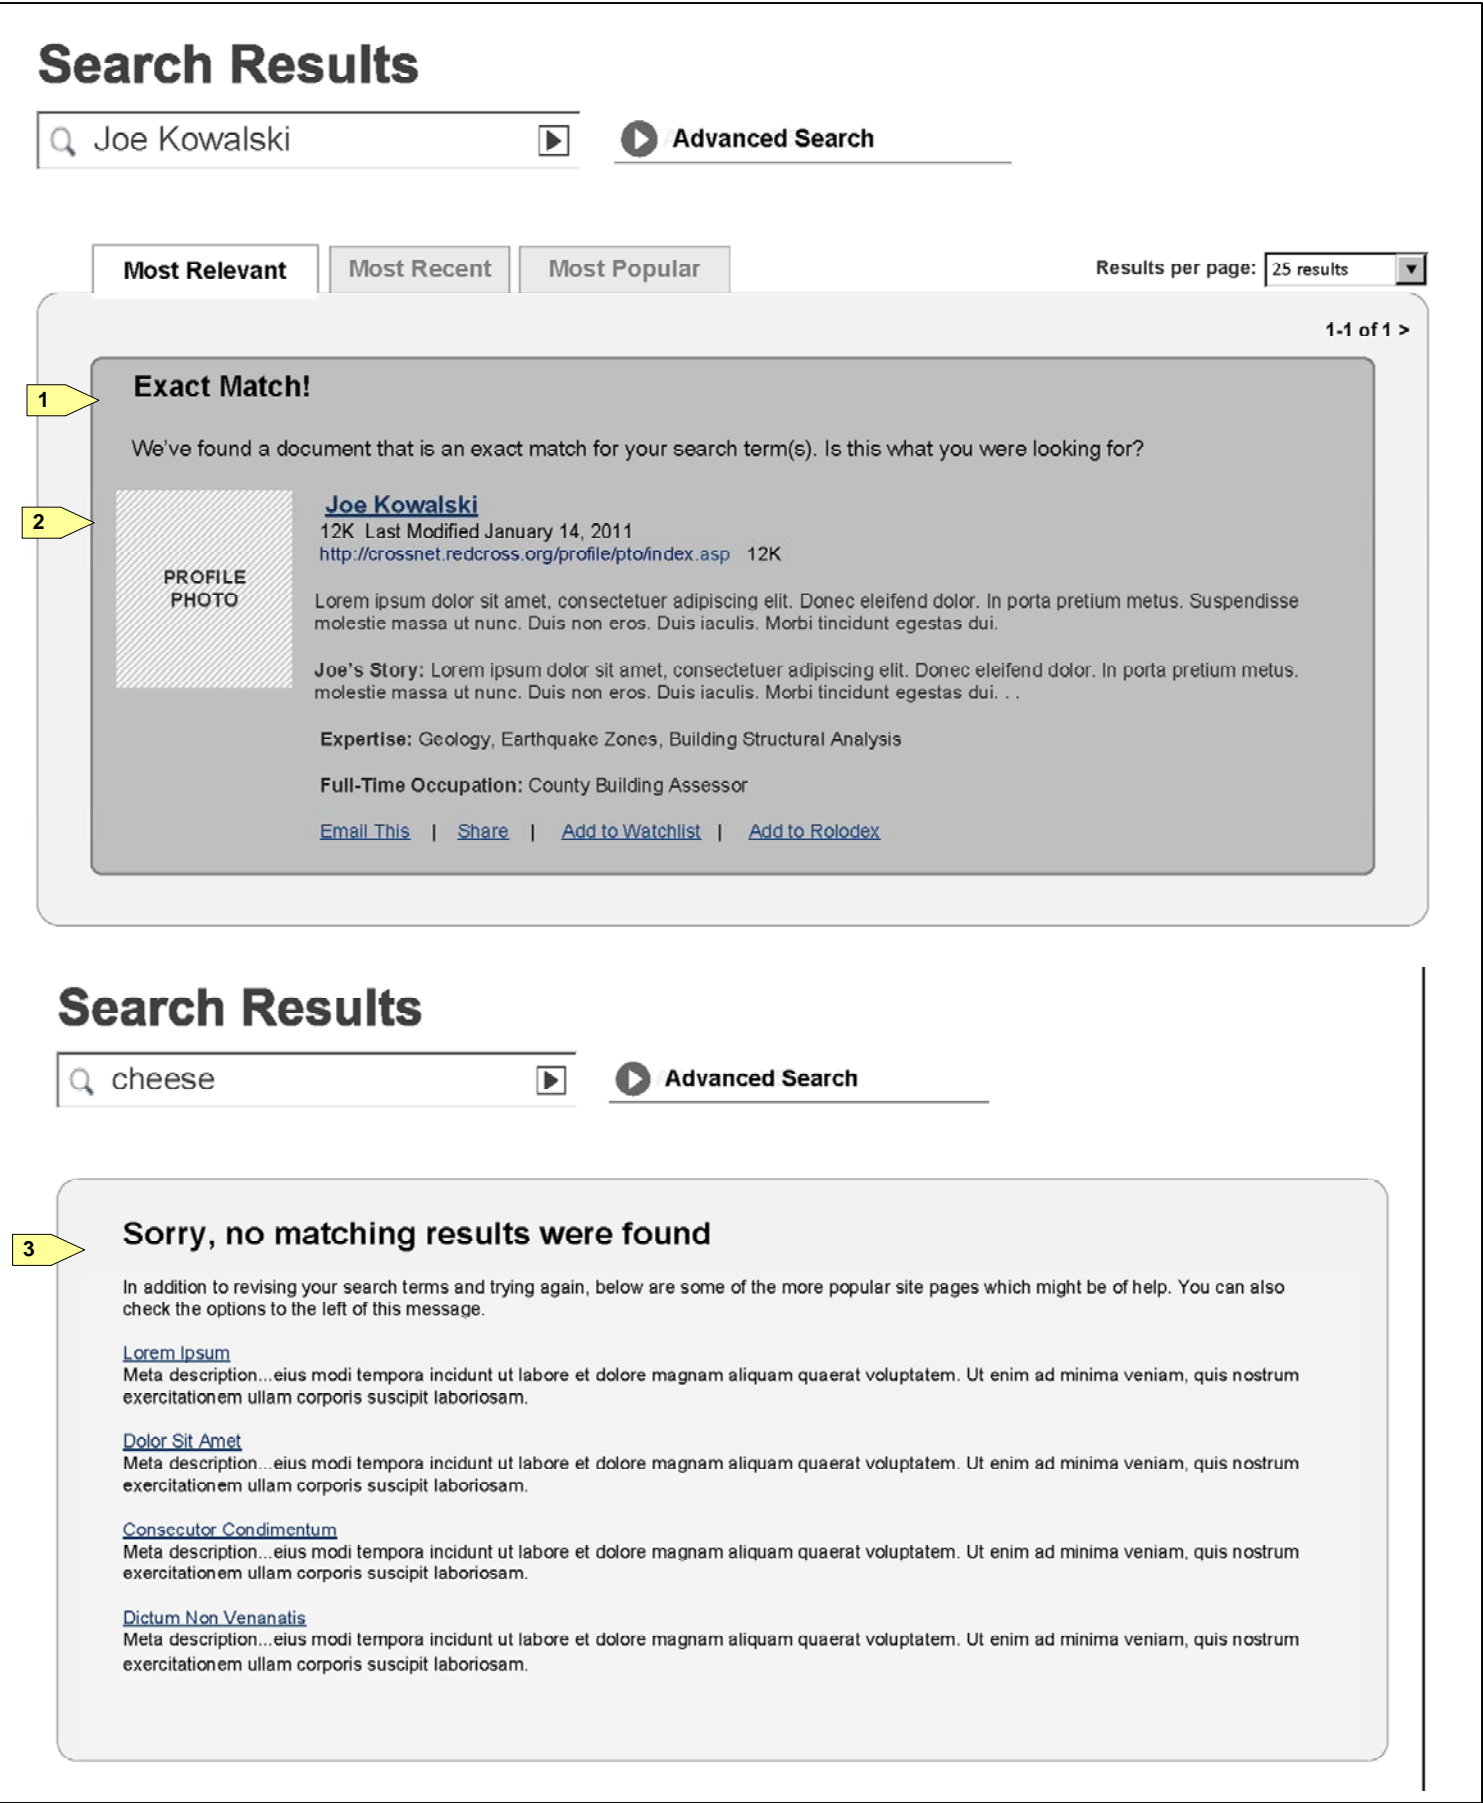 Search Results
Joe Kowalski
Advanced Search
Most Relevant
Most Recent
Most Popular
Results per page:
25 results
1-1 of 1 >
1
Exact Match!
We've found a document that is an exact match for your search term(s). Is this what you were looking for?
2
PROFILE
PHOTO
Joe Kowalski
12K Last Modified January 14, 2011
http://crossnet.redcross.org/profile/pto/index.asp 12K
Lorem ipsum dolor sit amet, consectetuer adipiscing elit. Donec eleifend dolor. In porta pretium metus. Suspendisse
molestie massa ut nunc. Duis non eros. Duis iaculis. Morbi tincidunt egestas dui.
Joe's Story: Lorem ipsum dolor sit amet, consectetuer adipiscing elit. Donec eleifend dolor. In porta pretium metus.
molestie massa ut nunc. Duis non eros. Duis iaculis. Morbi tincidunt egestas dui. . .
Expertise: Geology, Earthquake Zones, Building Structural Analysis
Full-Time Occupation: County Building Assessor
Email This | Share | Add to Watchlist | Add to Rolodex
Search Results
cheese
Advanced Search
3
Sorry, no matching results were found
In addition to revising your search terms and trying again, below are some of the more popular site pages which might be of help. You can also
check the options to the left of this message.
Lorem Ipsum
Meta description...eius modi tempora incidunt ut labore et dolore magnam aliquam quaerat voluptatem. Ut enim ad minima veniam, quis nostrum
exercitationem ullam corporis suscipit laboriosam.
Dolor Sit Amet
Meta description...eius modi tempora incidunt ut labore et dolore magnam aliquam quaerat voluptatem. Ut enim ad minima veniam, quis nostrum
exercitationem ullam corporis suscipit laboriosam.
Consecutor Condimentum
Meta description...eius modi tempora incidunt ut labore et dolore magnam aliquam quaerat voluptatem. Ut enim ad minima veniam, quis nostrum
exercitationem ullam corporis suscipit laboriosam.
Dictum Non Venanatis
Meta description...eius modi tempora incidunt ut labore et dolore magnam aliquam quaerat voluptatem. Ut enim ad minima veniam, quis nostrum
exercitationem ullam corporis suscipit laboriosam.